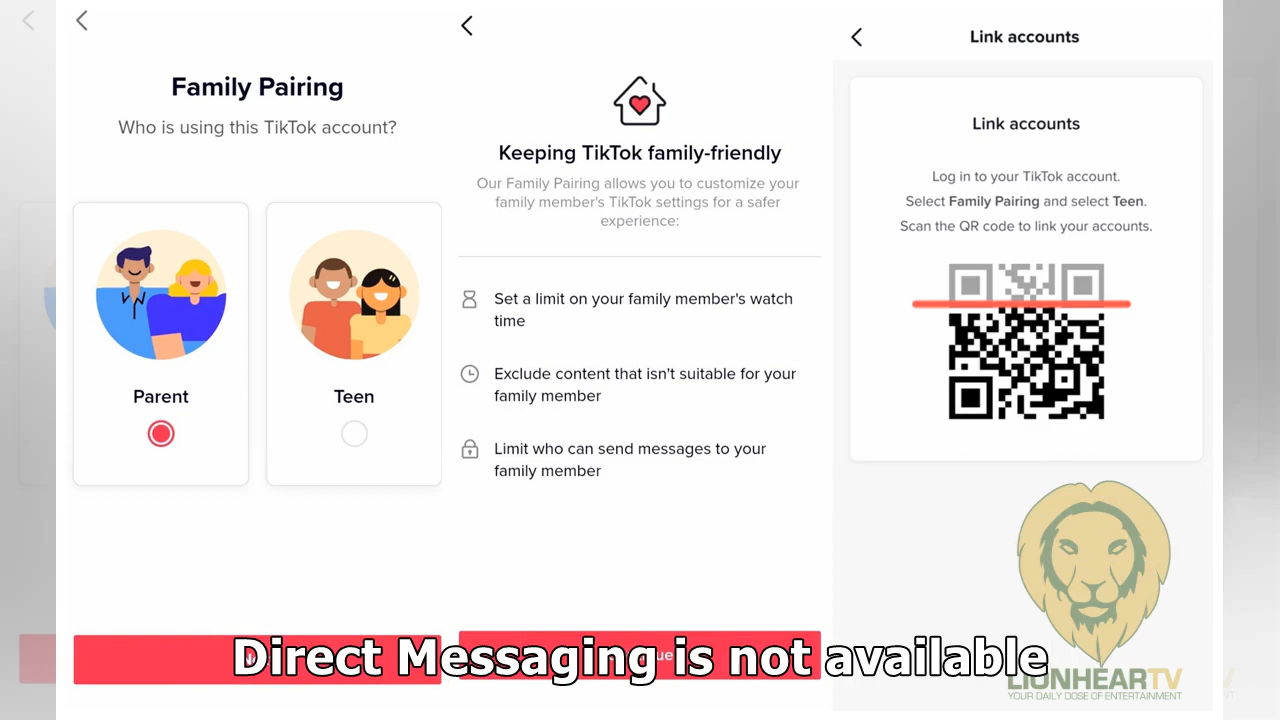 Family Pairing
Who is using this TikTok account?
Parent
Teen
Keeping TikTok family-friendly
Our Family Pairing allows you to customize your
family member's TikTok settings for a safer
experience:
Set a limit on your family member's watch
time
Exclude content that isn't suitable for your
family member
Limit who can send messages to your
family member
Link accounts
Link accounts
Log in to your TikTok account.
Select Family Pairing and select Teen.
Scan the QR code to link your accounts.
Direct Messaging is not available
LIONHEARTV
YOUR DAILY DOSE OF ENTERTAINMENT